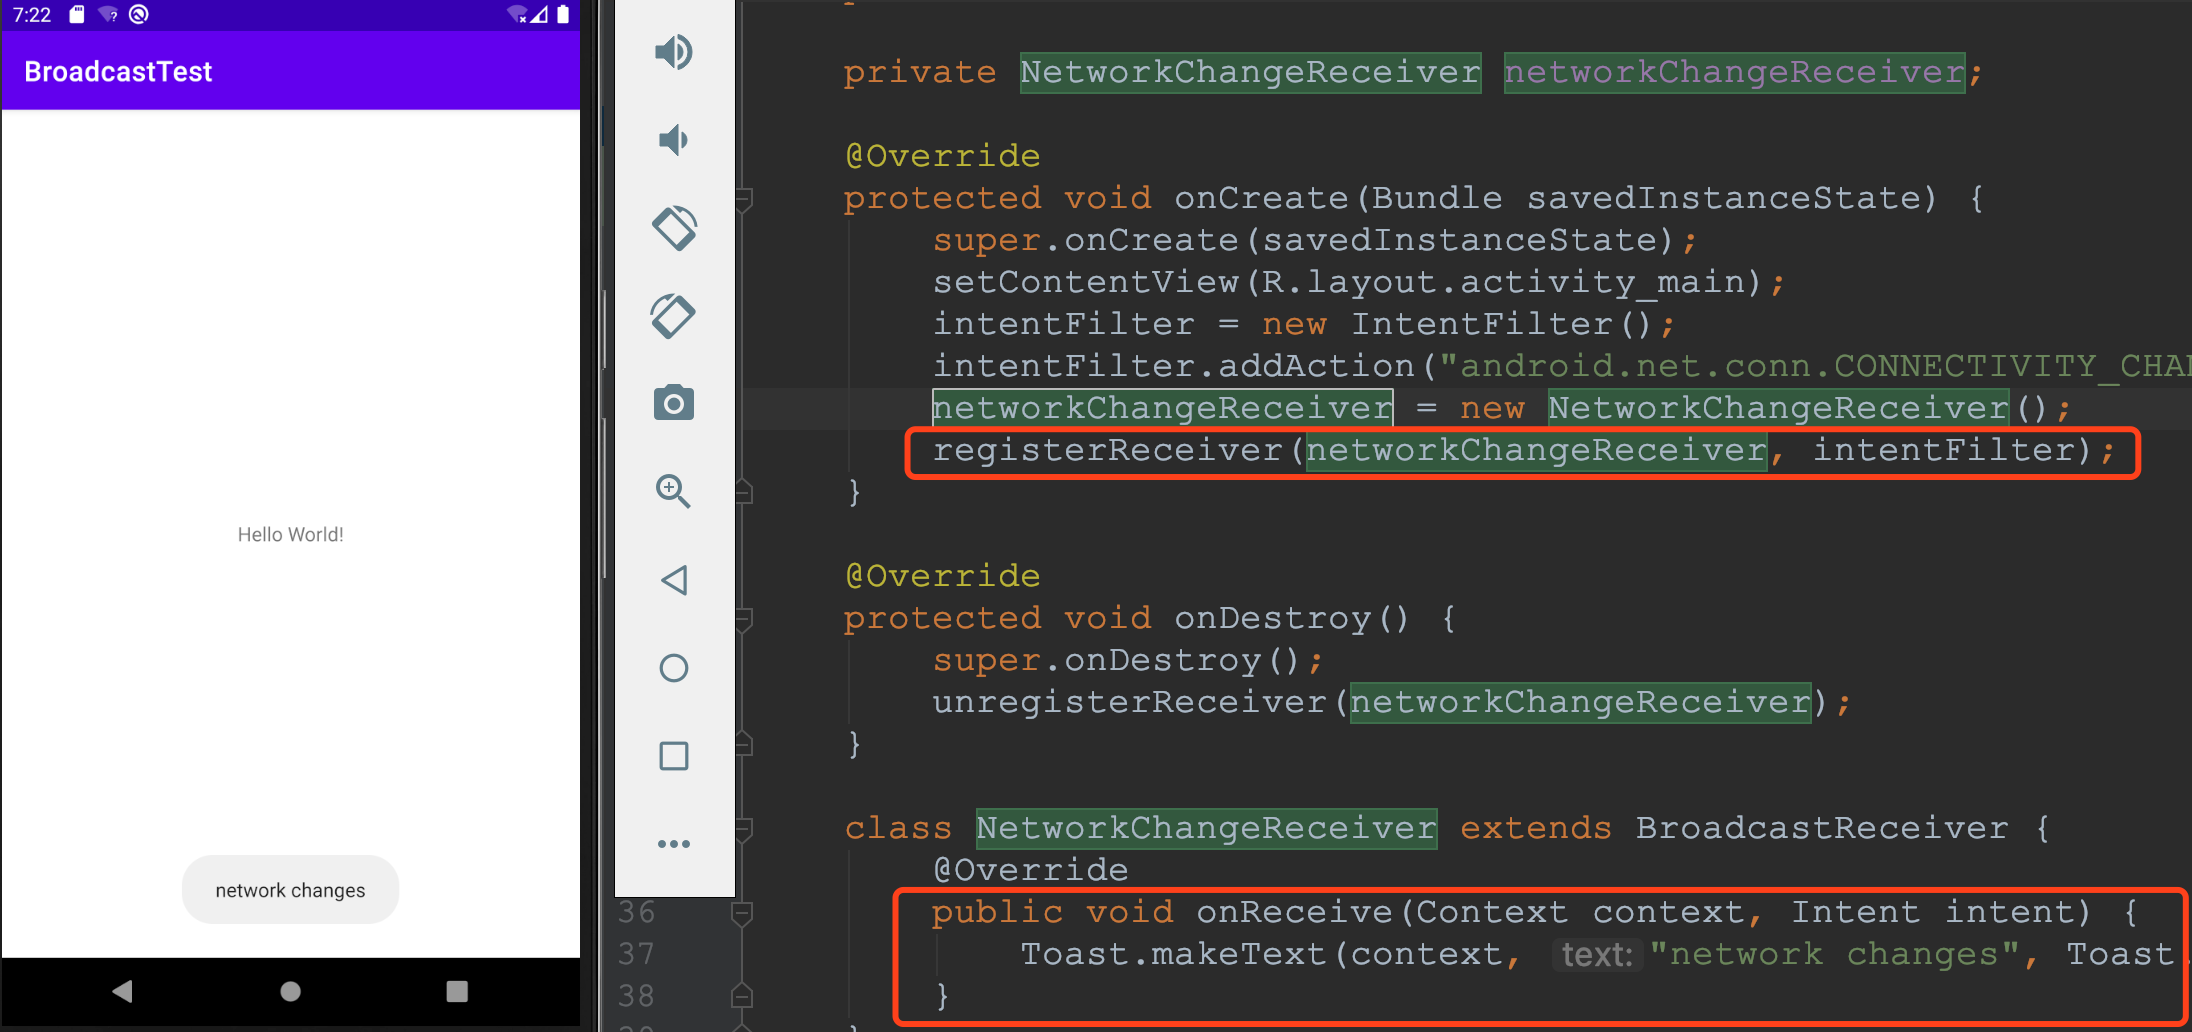 7:22
BroadcastTest
Hello World!
network changes
private NetworkChangeReceiver networkChangeReceiver;
@Override
protected void onCreate(Bundle savedInstanceState) {
super.onCreate(savedInstanceState);
setContentView(R.layout.activity_main);
intentFilter = new IntentFilter();
intentFilter.addAction("android.net.conn.CONNECTIVITY_CHA
networkChangeReceiver = new NetworkChangeReceiver();
registerReceiver(networkChangeReceiver, intentFilter);
}
@Override
protected void onDestroy() {
super.onDestroy();
unregisterReceiver(networkChangeReceiver);
}
class NetworkChangeReceiver extends BroadcastReceiver {
@Override
36 public void onReceive(Context context, Intent intent) {
37 Toast.makeText(context, text: "network changes", Toast.
38 }